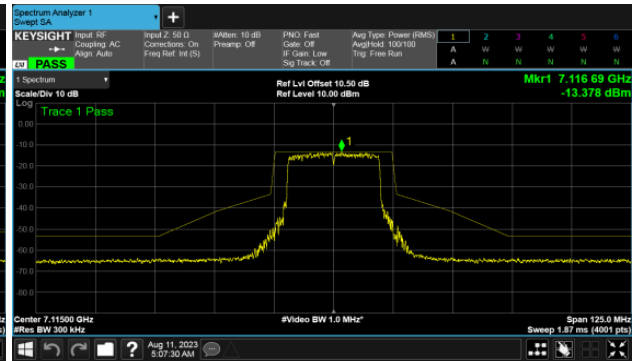 Spectrum Analyzer 1
Swept SA
+
KEYSIGHT
Input: RF
Coupling: AC
Align: Auto
Input Z: 50 Ω
Corrections: On
Freq Ref: Int (S)
#Atten: 10 dB
Preamp: Off
PNO: Fast
Gate: Off
IF Gain: Low
Sig Track: Off
Avg Type: Power (RMS)
Avg|Hold: 100/100
Trig: Free Run
1 2 3 4 5 6
A W W W W W
A N N N N N
LXI PASS
1 Spectrum
Scale/Div 10 dB
Ref Lvl Offset 10.50 dB
Ref Level 10.00 dBm
Mkr1 7.116 69 GHz
-13.378 dBm
Log
Trace 1 Pass
0.00
-10.0
1
-20.0
-30.0
-40.0
-50.0
-60.0
-70.0
-80.0
Center 7.11500 GHz
#Res BW 300 kHz
#Video BW 1.0 MHz*
Span 125.0 MHz
Sweep 1.87 ms (4001 pts)
?
Aug 11, 2023
5:07:30 AM